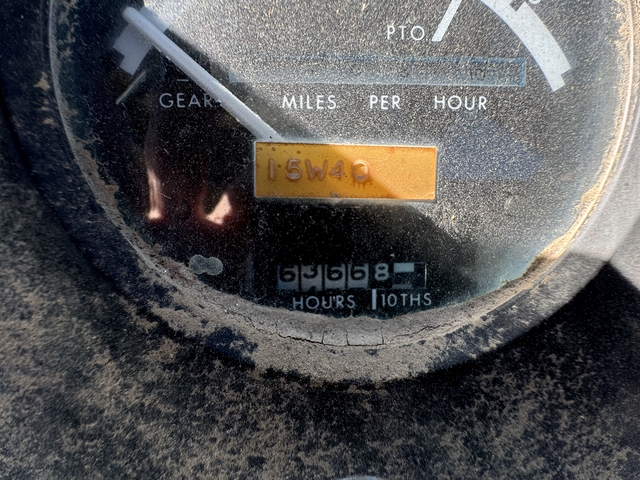 PTO
GEAR
MILES PER HOUR
15W40
63668
HOURS 10THS